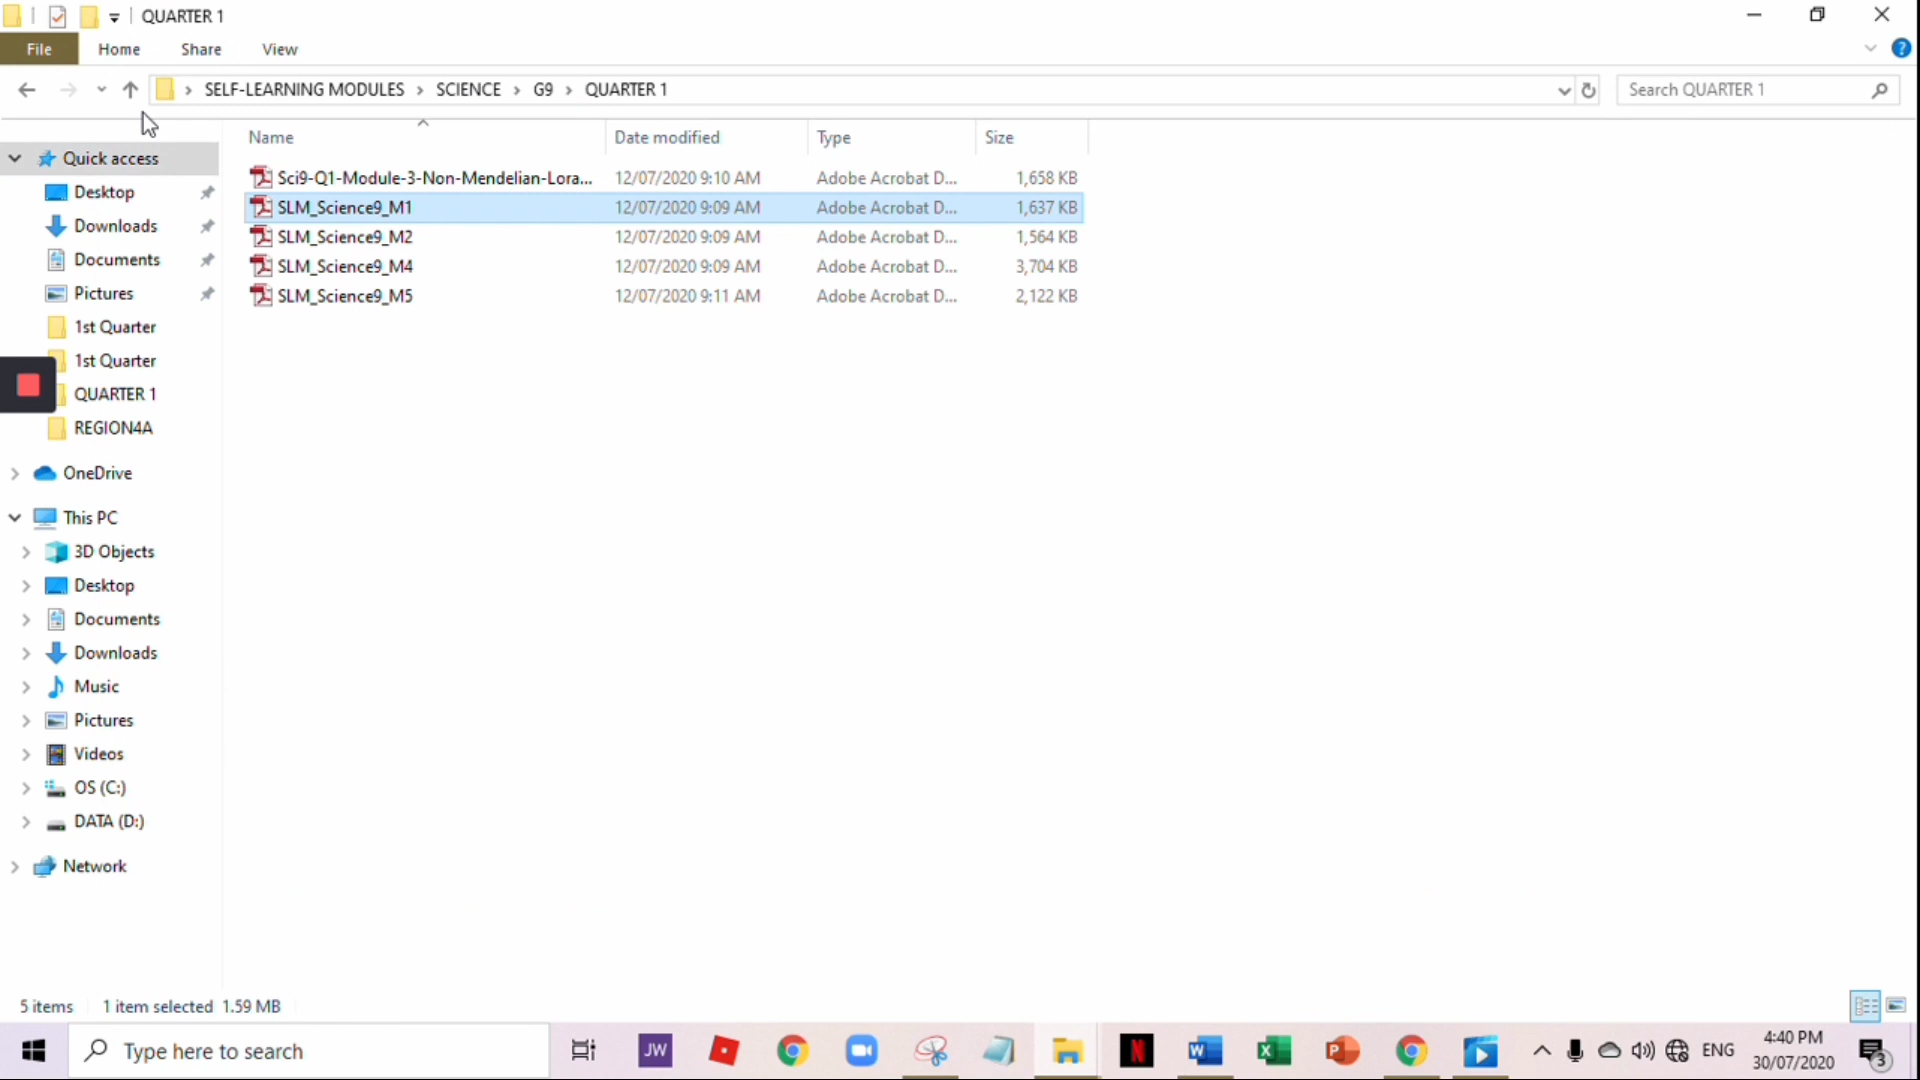 QUARTER 1
File Home Share View
SELF-LEARNING MODULES > SCIENCE > G9 > QUARTER 1
Search QUARTER 1
Name Date modified Type Size
Sci9-Q1-Module-3-Non-Mendelian-Lora... 12/07/2020 9:10 AM Adobe Acrobat D... 1,658 KB
SLM_Science9_M1 12/07/2020 9:09 AM Adobe Acrobat D... 1,637 KB
SLM_Science9_M2 12/07/2020 9:09 AM Adobe Acrobat D... 1,564 KB
SLM_Science9_M4 12/07/2020 9:09 AM Adobe Acrobat D... 3,704 KB
SLM_Science9_M5 12/07/2020 9:11 AM Adobe Acrobat D... 2,122 KB
Quick access
Desktop
Downloads
Documents
Pictures
1st Quarter
1st Quarter
QUARTER 1
REGION4A
OneDrive
This PC
3D Objects
Desktop
Documents
Downloads
Music
Pictures
Videos
OS (C:)
DATA (D:)
Network
5 items 1 item selected 1.59 MB
Type here to search
JW
N
W
X
P
ENG
4:40 PM
30/07/2020
3